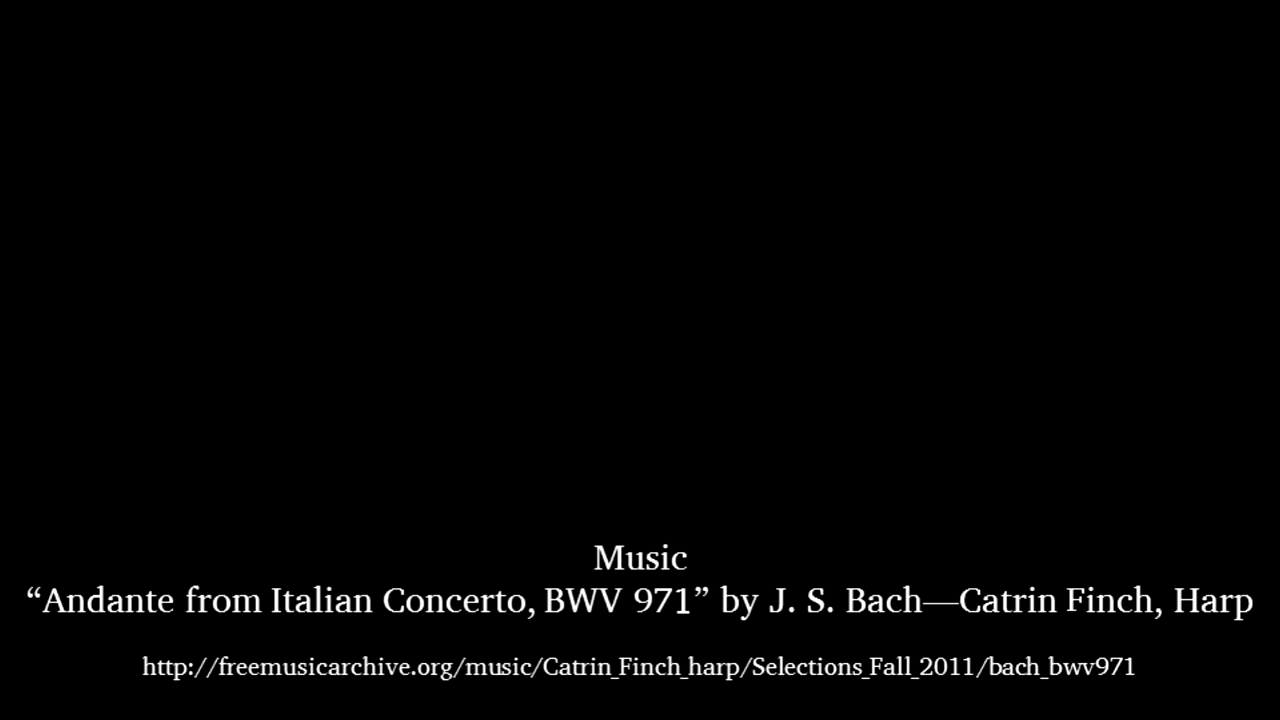 Music
“Andante from Italian Concerto, BWV 971” by J. S. Bach—Catrin Finch, Harp
http://freemusicarchive.org/music/Catrin_Finch_harp/Selections_Fall_2011/bach_bwv971